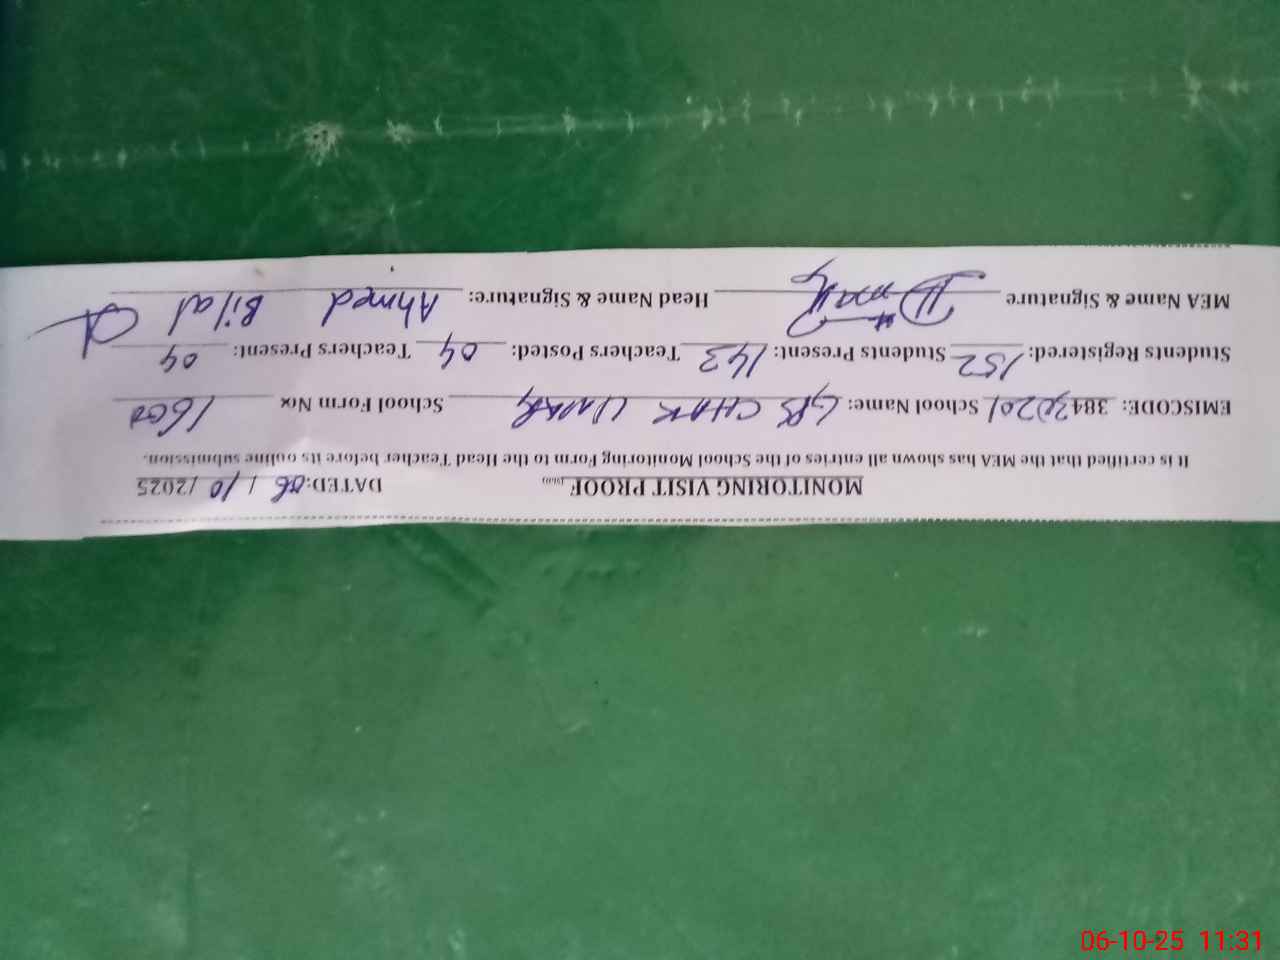 MONITORING VISIT PROOF DATED: 06 / 10 /2025
It is certified that the MEA has shown all entries of the School Monitoring Form to the Head Teacher before its online submission.
EMISCODE: 38430201 School Name: GPS CHAK UMAR School Form No:
Students Registered: 152 Students Present: 143 Teachers Posted: 04 Teachers Present: 04
MEA Name & Signature Head Name & Signature: Ahmed Bilal
06-10-25 11:31